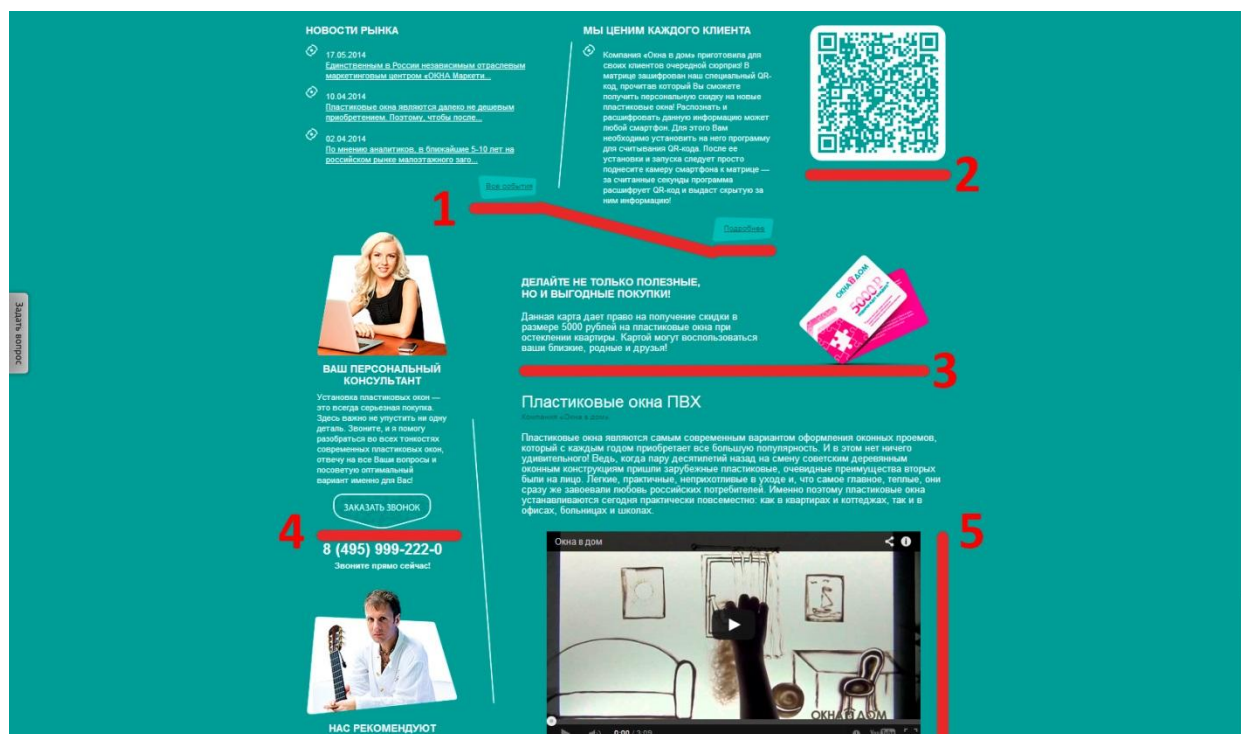 НОВОСТИ РЫНКА
17.05.2014
Единственным в России независимым отраслевым
маркетинговым центром «ОКНА Маркети...
10.04.2014
Пластиковые окна являются далеко не дешевым
приобретением. Поэтому, чтобы после...
02.04.2014
По мнению аналитиков, в ближайшие 5-10 лет на
российском рынке малоэтажного заго...
Все события
1
МЫ ЦЕНИМ КАЖДОГО КЛИЕНТА
Компания «Окна в дом» приготовила для
своих клиентов очередной сюрприз! В
матрице зашифрован наш специальный QR-
код, прочитав который Вы сможете
получить персональную скидку на новые
пластиковые окна! Распознать и
расшифровать данную информацию может
любой смартфон. Для этого Вам
необходимо установить на него программу
для считывания QR-кода. После ее
установки и запуска следует просто
поднесите камеру смартфона к матрице —
за считанные секунды программа
расшифрует QR-код и выдаст скрытую за
ним информацию!
Подробнее
2
Задать вопрос
ДЕЛАЙТЕ НЕ ТОЛЬКО ПОЛЕЗНЫЕ,
НО И ВЫГОДНЫЕ ПОКУПКИ!
Данная карта дает право на получение скидки в
размере 5000 рублей на пластиковые окна при
остеклении квартиры. Картой могут воспользоваться
ваши близкие, родные и друзья!
ОКНА В ДОМ
5000 Р
3
ВАШ ПЕРСОНАЛЬНЫЙ
КОНСУЛЬТАНТ
Установка пластиковых окон —
это всегда серьезная покупка.
Здесь важно не упустить ни одну
деталь. Звоните, и я помогу
разобраться во всех тонкостях
современных пластиковых окон,
отвечу на все Ваши вопросы и
посоветую оптимальный
вариант именно для Вас!
ЗАКАЗАТЬ ЗВОНОК
4
8 (495) 999-222-0
Звоните прямо сейчас!
НАС РЕКОМЕНДУЮТ
Пластиковые окна ПВХ
Компания «Окна в дом»
Пластиковые окна являются самым современным вариантом оформления оконных проемов,
который с каждым годом приобретает все большую популярность. И в этом нет ничего
удивительного! Ведь, когда пару десятилетий назад на смену советским деревянным
оконным конструкциям пришли зарубежные пластиковые, очевидные преимущества вторых
были на лицо. Легкие, практичные, неприхотливые в уходе и, что самое главное, теплые, они
сразу же завоевали любовь российских потребителей. Именно поэтому пластиковые окна
устанавливаются сегодня практически повсеместно: как в квартирах и коттеджах, так и в
офисах, больницах и школах.
5
Окна в дом
ОКНА В ДОМ
0:00 / 3:09
YouTube